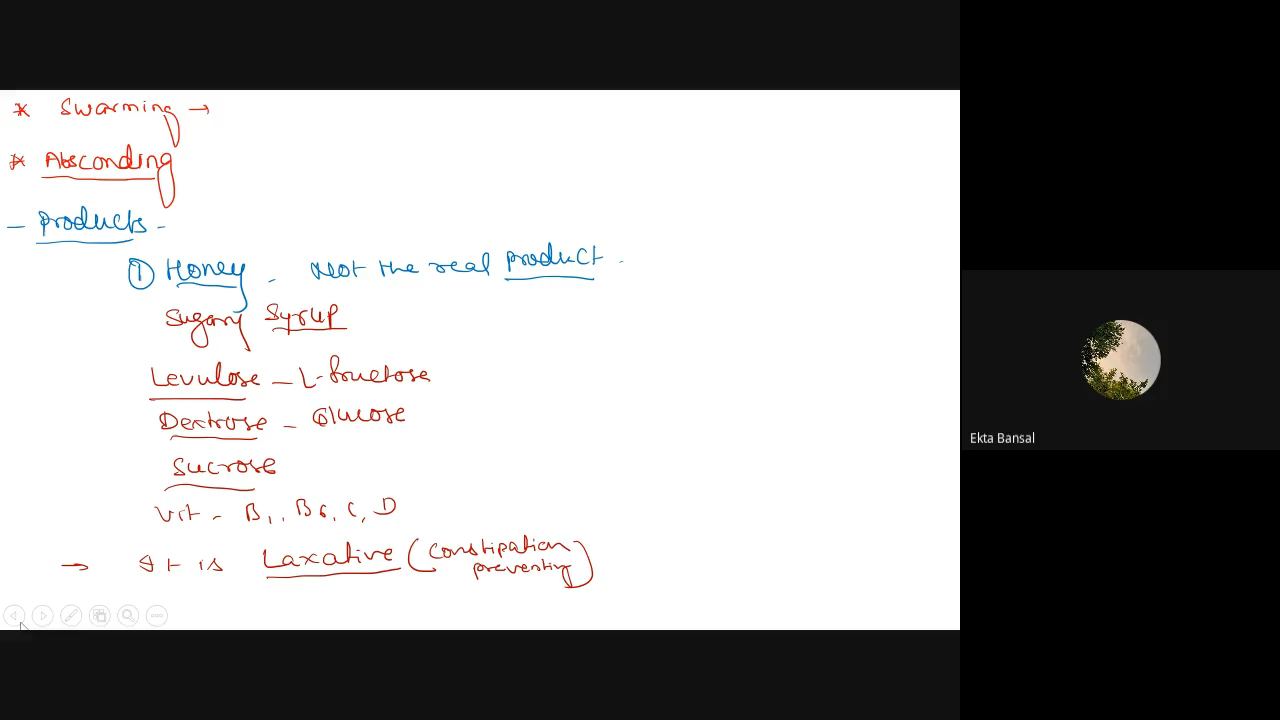 * Swarming →
* Absconding
- Products -
① Honey - Not the real product.
Sugary Syrup
Levulose - L-fructose
Dextrose - Glucose
Sucrose
Vit - B1, B6, C, D
→ It is Laxative (Constipation
preventing)
Ekta Bansal